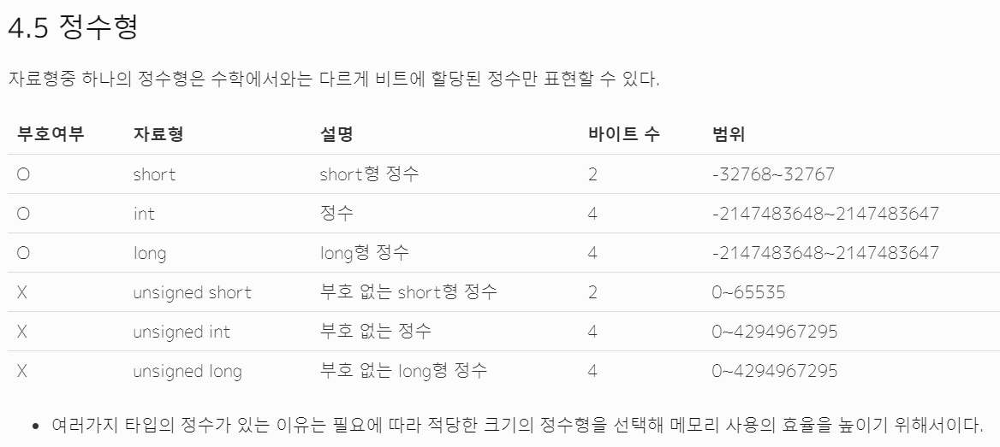 4.5 정수형
자료형중 하나의 정수형은 수학에서와는 다르게 비트에 할당된 정수만 표현할 수 있다.
부호여부 자료형 설명 바이트 수 범위
O short short형 정수 2 -32768~32767
O int 정수 4 -2147483648~2147483647
O long long형 정수 4 -2147483648~2147483647
X unsigned short 부호 없는 short형 정수 2 0~65535
X unsigned int 부호 없는 정수 4 0~4294967295
X unsigned long 부호 없는 long형 정수 4 0~4294967295
• 여러가지 타입의 정수가 있는 이유는 필요에 따라 적당한 크기의 정수형을 선택해 메모리 사용의 효율을 높이기 위해서이다.